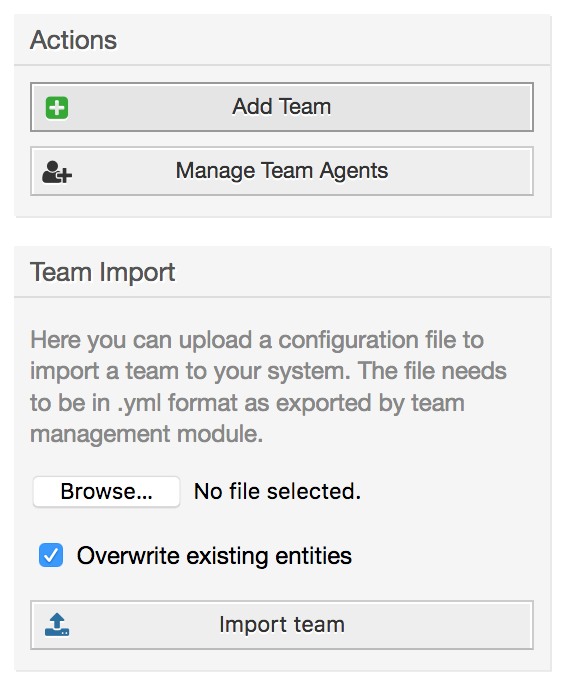 Actions
Add Team
Manage Team Agents
Team Import
Here you can upload a configuration file to
import a team to your system. The file needs
to be in .yml format as exported by team
management module.
Browse... No file selected.
Overwrite existing entities
Import team